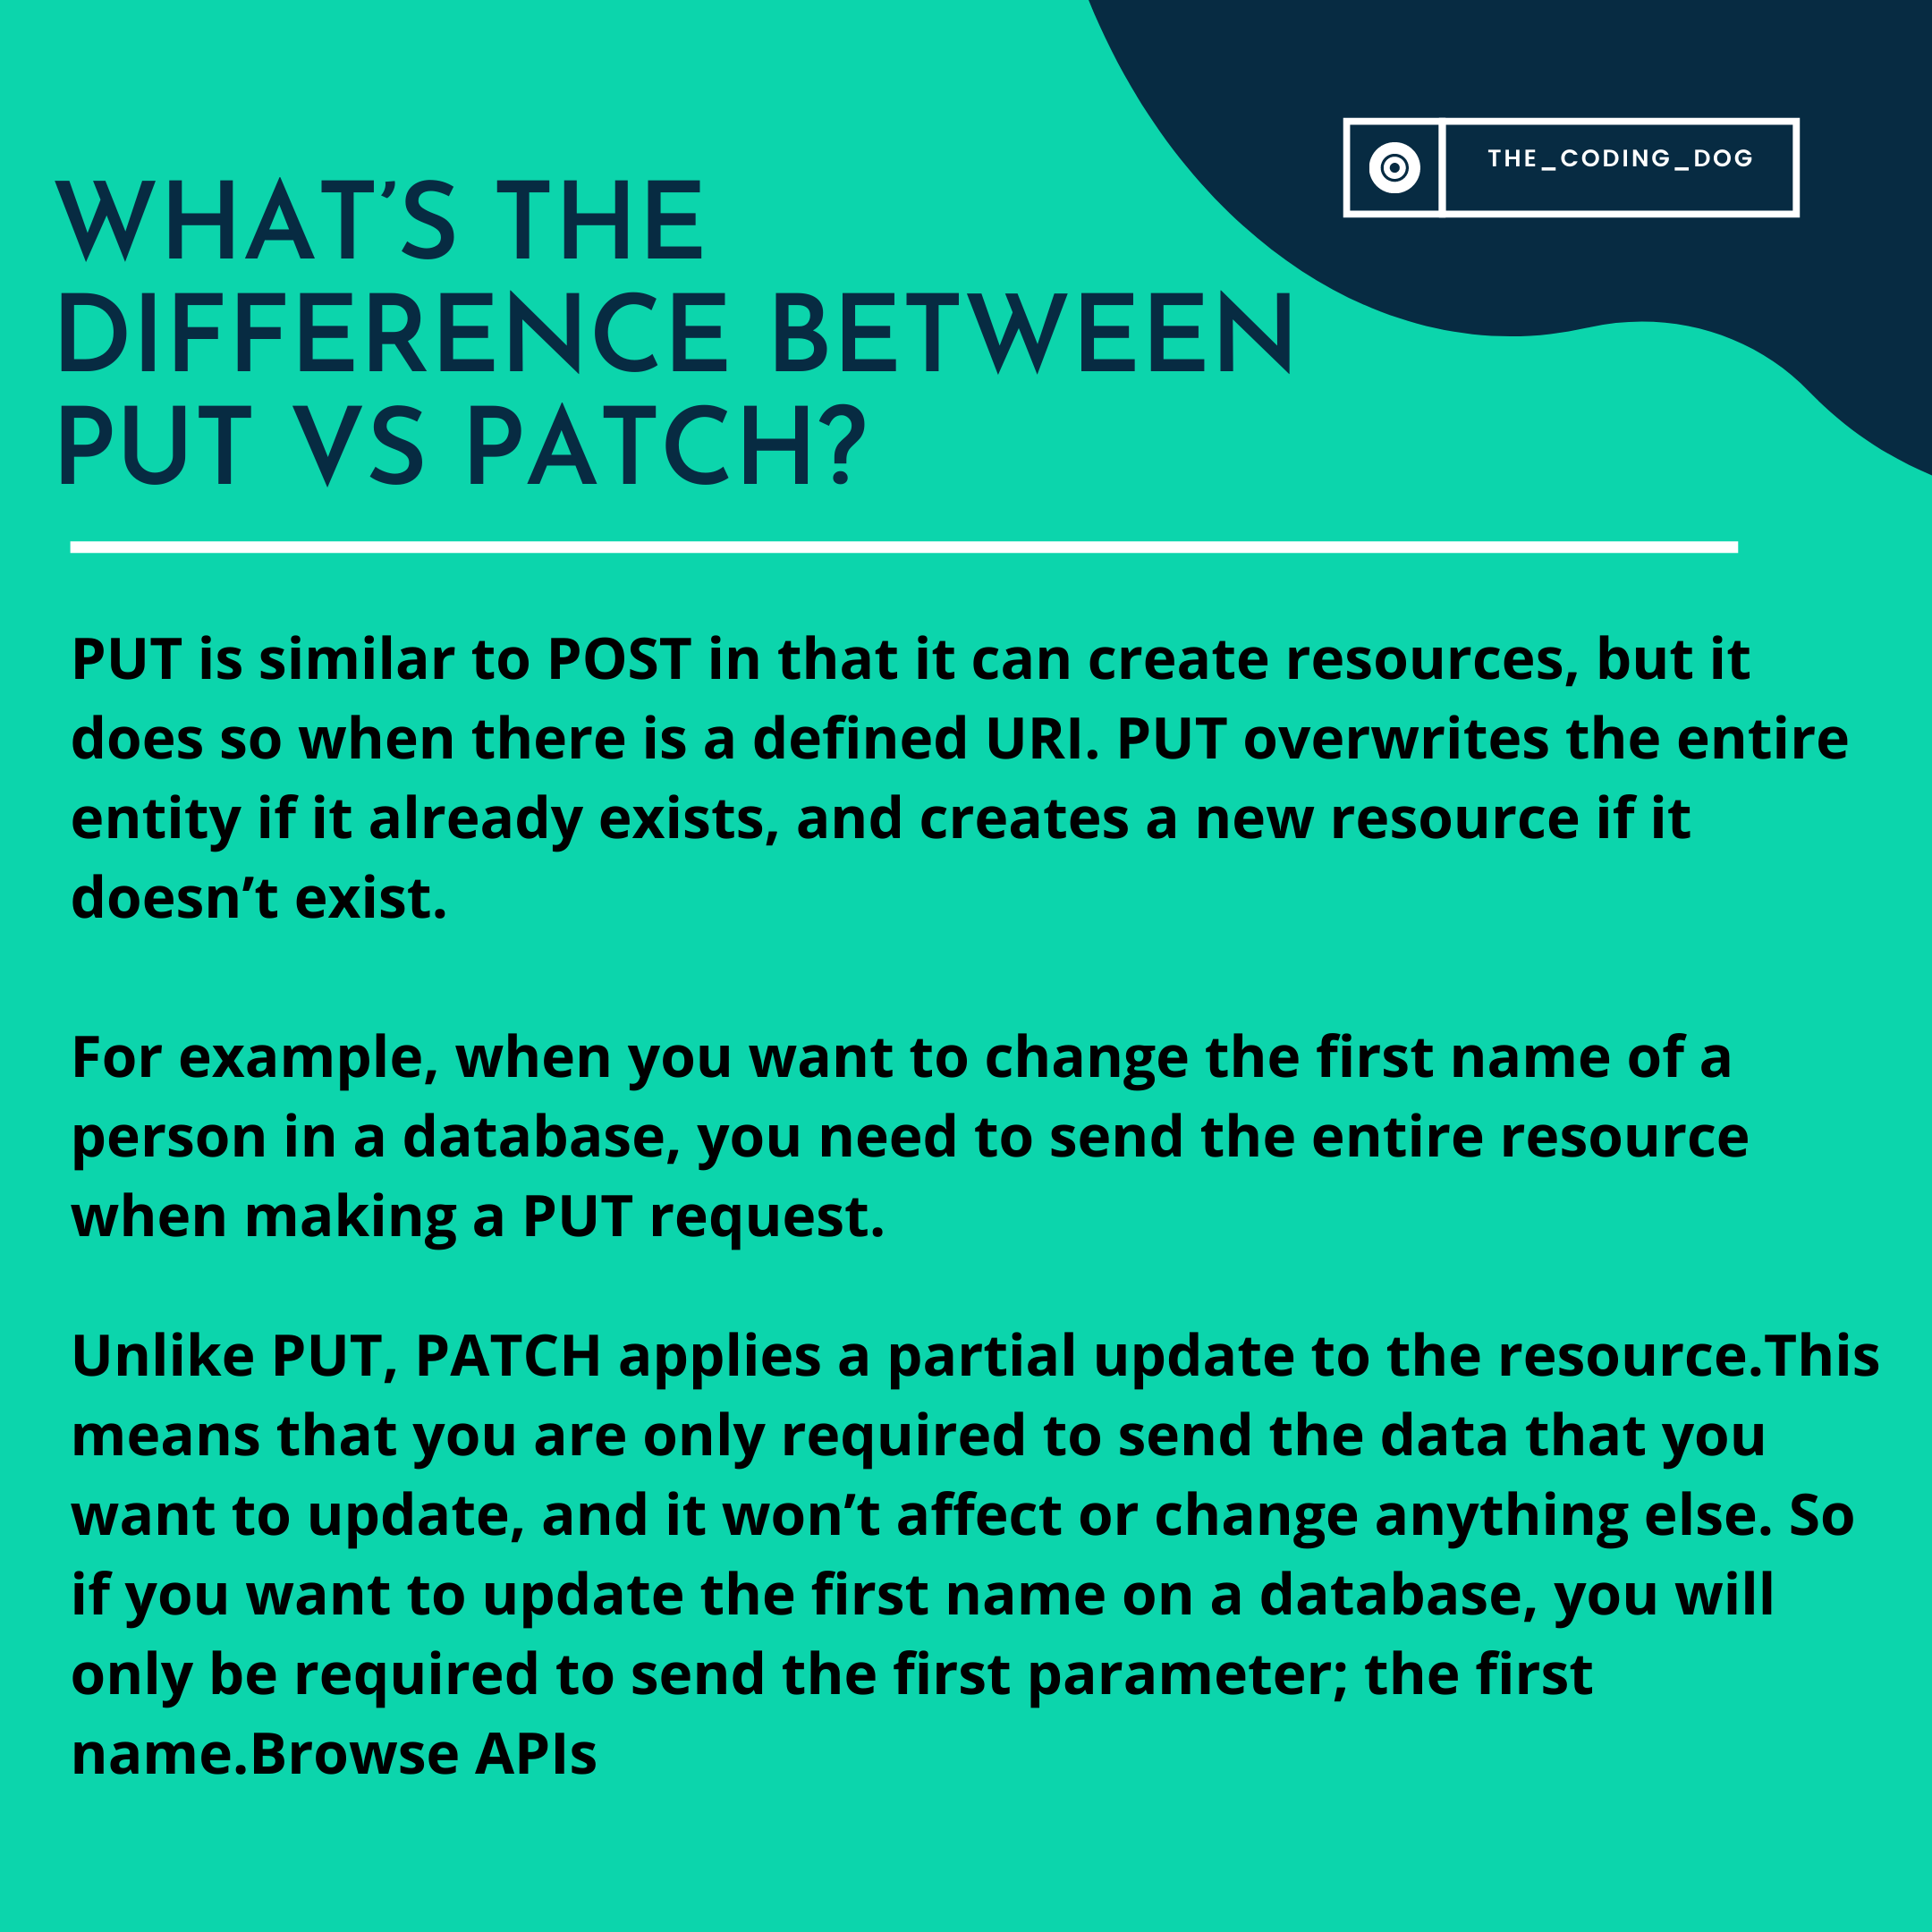 THE_CODING_DOG
WHAT’S THE
DIFFERENCE BETWEEN
PUT VS PATCH?
PUT is similar to POST in that it can create resources, but it
does so when there is a defined URI. PUT overwrites the entire
entity if it already exists, and creates a new resource if it
doesn’t exist.
For example, when you want to change the first name of a
person in a database, you need to send the entire resource
when making a PUT request.
Unlike PUT, PATCH applies a partial update to the resource.This
means that you are only required to send the data that you
want to update, and it won’t affect or change anything else. So
if you want to update the first name on a database, you will
only be required to send the first parameter; the first
name.Browse APIs